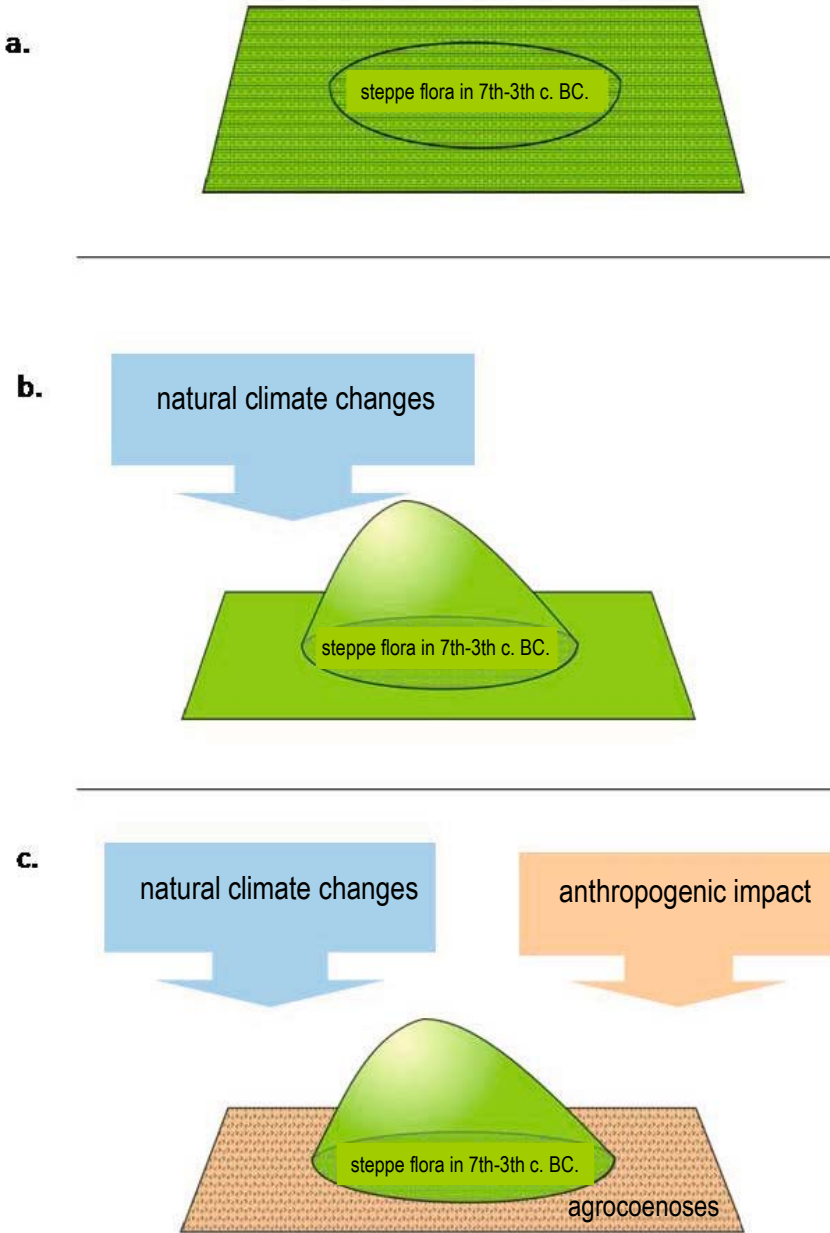 a.
steppe flora in 7th-3th c. BC.
b.
natural climate changes
steppe flora in 7th-3th c. BC.
c.
natural climate changes
anthropogenic impact
steppe flora in 7th-3th c. BC.
agrocoenoses